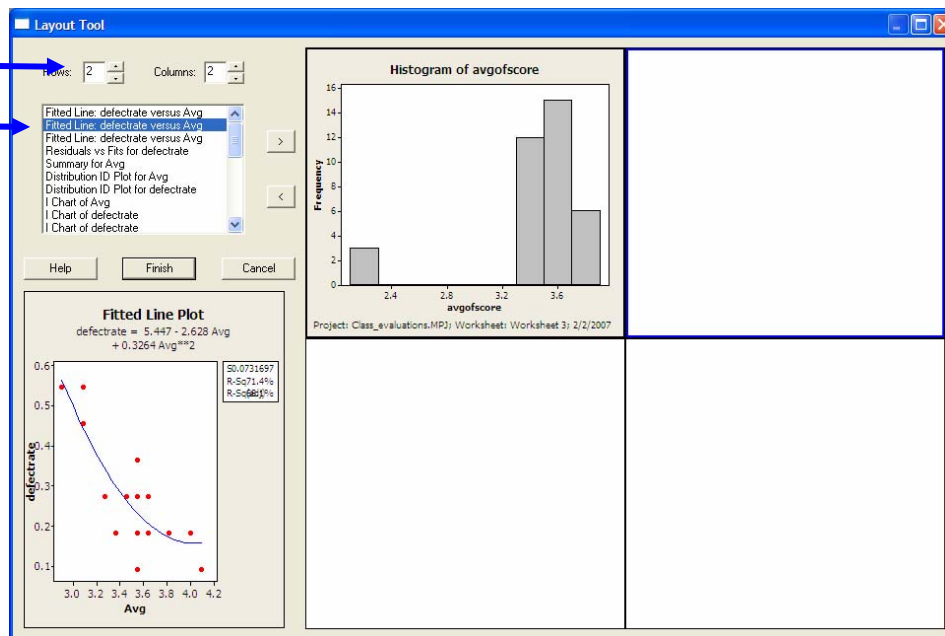 Layout Tool
Rows: 2 Columns: 2
Fitted Line: defectrate versus Avg
Fitted Line: defectrate versus Avg
Fitted Line: defectrate versus Avg
Residuals vs Fits for defectrate
Summary for Avg
Distribution ID Plot for Avg
Distribution ID Plot for defectrate
I Chart of Avg
I Chart of defectrate
I Chart of defectrate
>
<
Help Finish Cancel
Fitted Line Plot
defectrate = 5.447 - 2.628 Avg
+ 0.3264 Avg**2
S0.0731697
R-Sq71.4%
0.6
0.5
0.4
0.3
0.2
0.1
defectrate
3.0 3.2 3.4 3.6 3.8 4.0 4.2
Avg
Histogram of avgofscore
16
14
12
10
8
6
4
2
0
Frequency
2.4 2.8 3.2 3.6
avgofscore
Project: Class_evaluations.MPJ; Worksheet: Worksheet 3; 2/2/2007